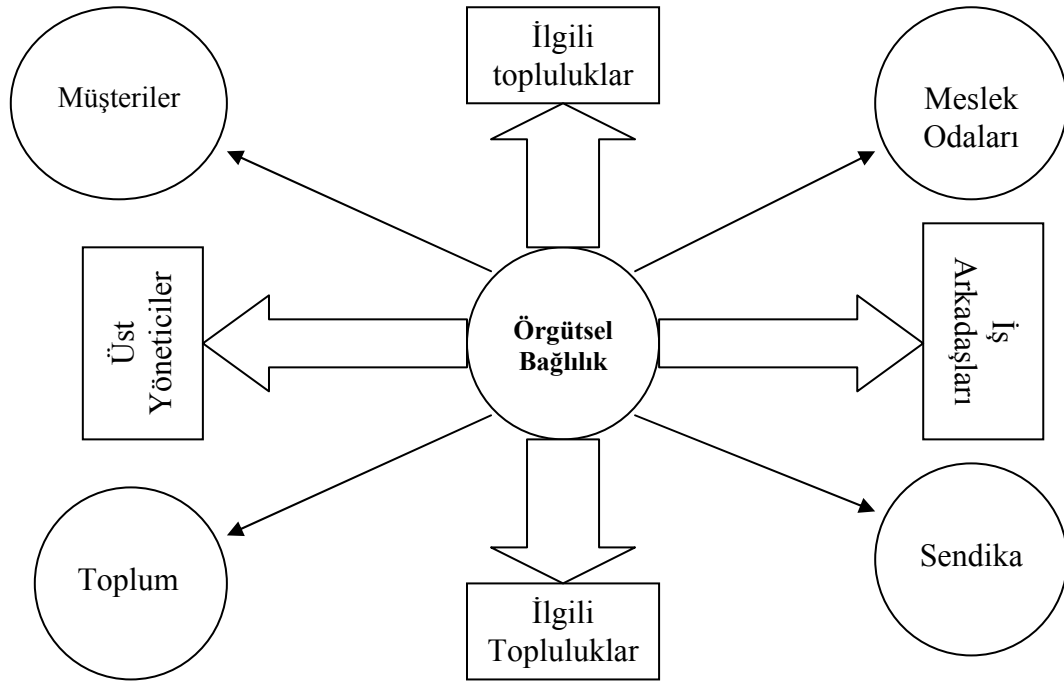 İlgili
topluluklar
Müşteriler
Meslek
Odaları
Üst
Yöneticiler
Örgütsel
Bağlılık
İş
Arkadaşları
Toplum
Sendika
İlgili
Topluluklar